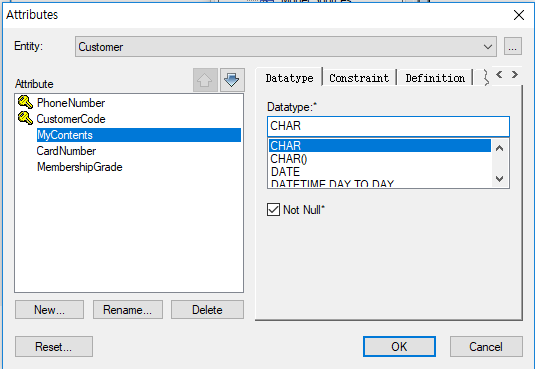 Attributes
Entity:
Customer
...
Attribute
PhoneNumber
CustomerCode
MyContents
CardNumber
MembershipGrade
New...
Rename...
Delete
Datatype
Constraint
Definition
Datatype:*
CHAR
CHAR
CHAR()
DATE
DATETIME DAY TO DAY
Not Null*
Reset...
OK
Cancel